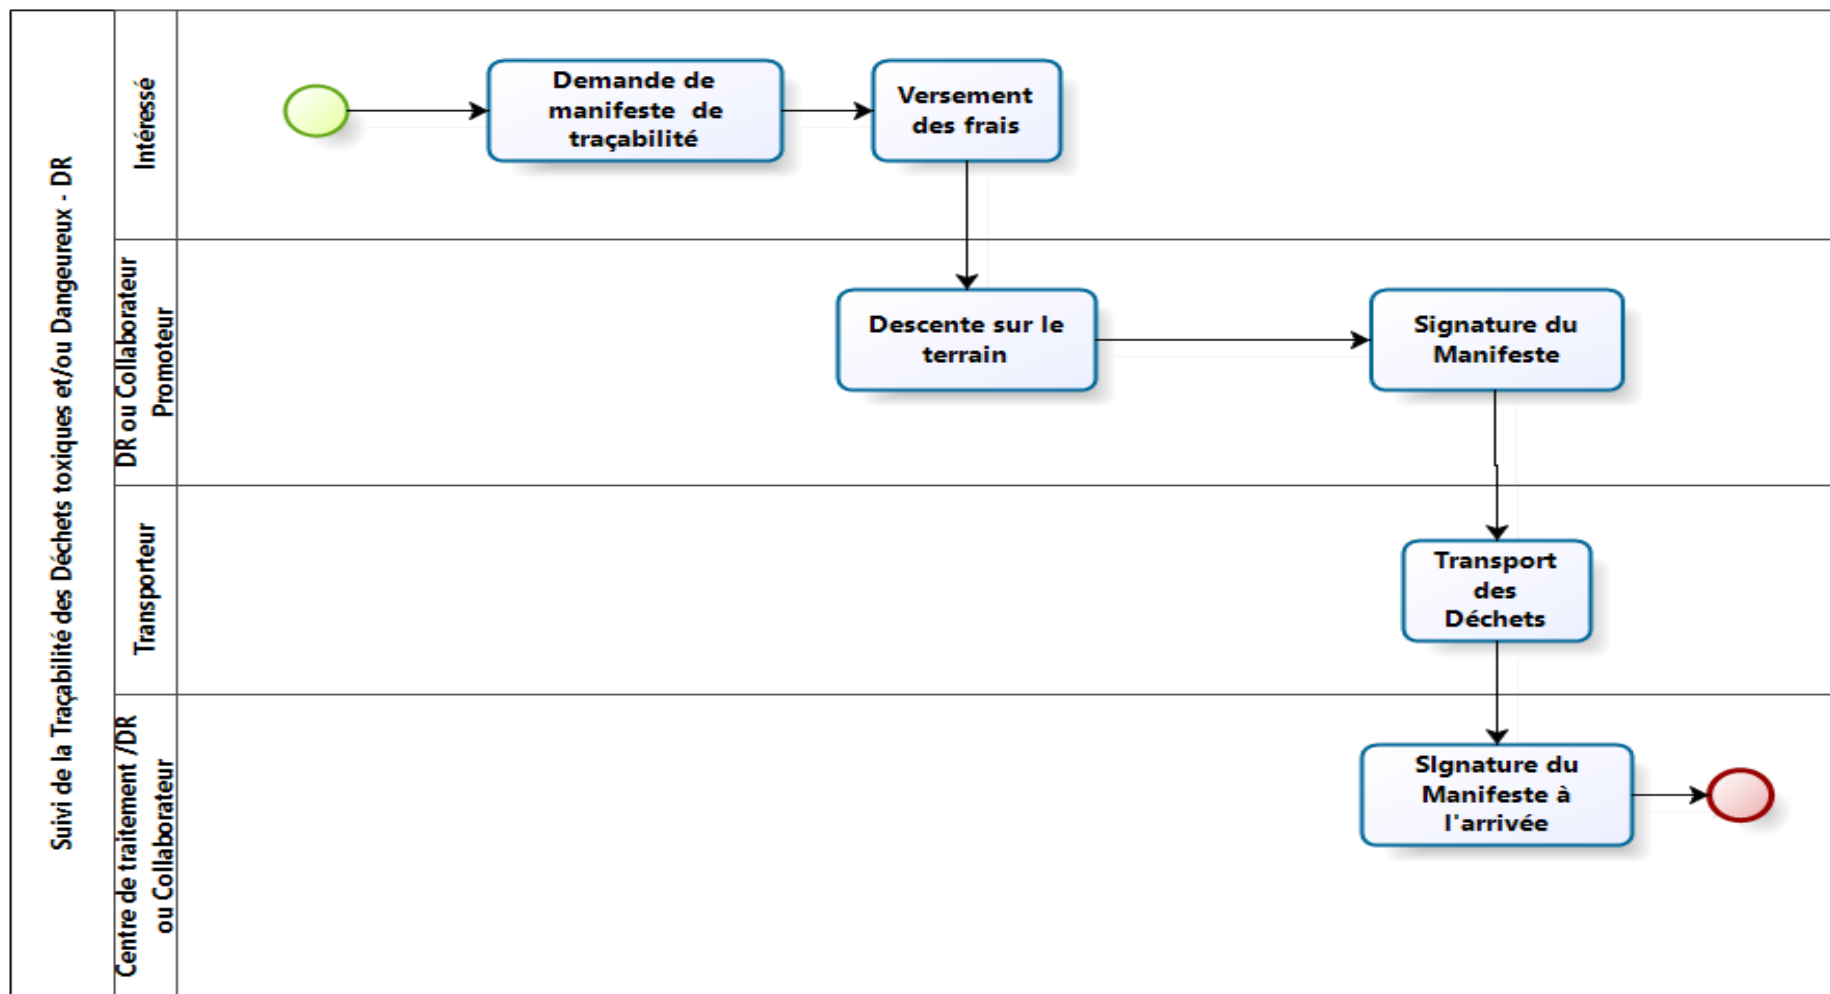 Suivi de la Traçabilité des Déchets toxiques et/ou Dangeureux - DR
Intéressé
Demande de
manifeste de
traçabilité
Versement
des frais
DR ou Collaborateur
Promoteur
Descente sur le
terrain
Signature du
Manifeste
Transporteur
Transport
des
Déchets
Centre de traitement /DR
ou Collaborateur
SIgnature du
Manifeste à
l'arrivée